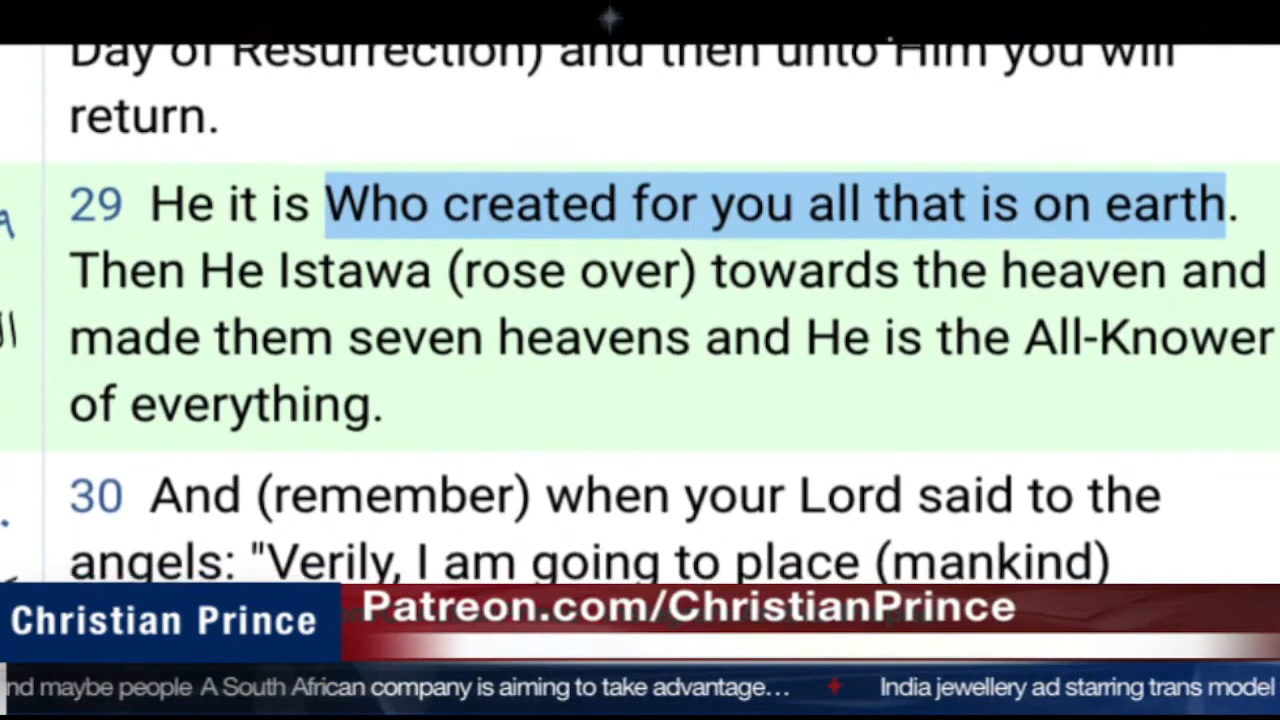 Day of Resurrection) and then unto Him you will
return.
29 He it is Who created for you all that is on earth.
Then He Istawa (rose over) towards the heaven and
made them seven heavens and He is the All-Knower
of everything.
30 And (remember) when your Lord said to the
angels: "Verily, I am going to place (mankind)
Christian Prince
Patreon.com/ChristianPrince
nd maybe people A South African company is aiming to take advantage… India jewellery ad starring trans model